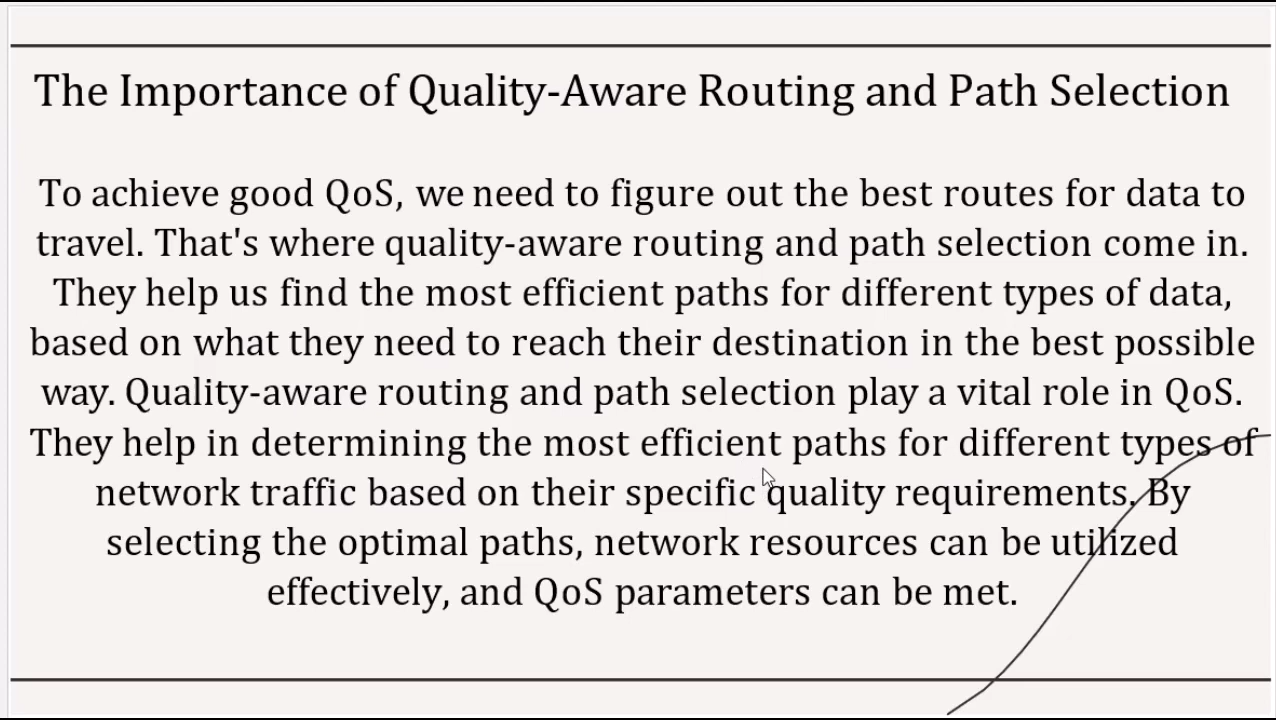 The Importance of Quality-Aware Routing and Path Selection
To achieve good QoS, we need to figure out the best routes for data to
travel. That's where quality-aware routing and path selection come in.
They help us find the most efficient paths for different types of data,
based on what they need to reach their destination in the best possible
way. Quality-aware routing and path selection play a vital role in QoS.
They help in determining the most efficient paths for different types of
network traffic based on their specific quality requirements. By
selecting the optimal paths, network resources can be utilized
effectively, and QoS parameters can be met.